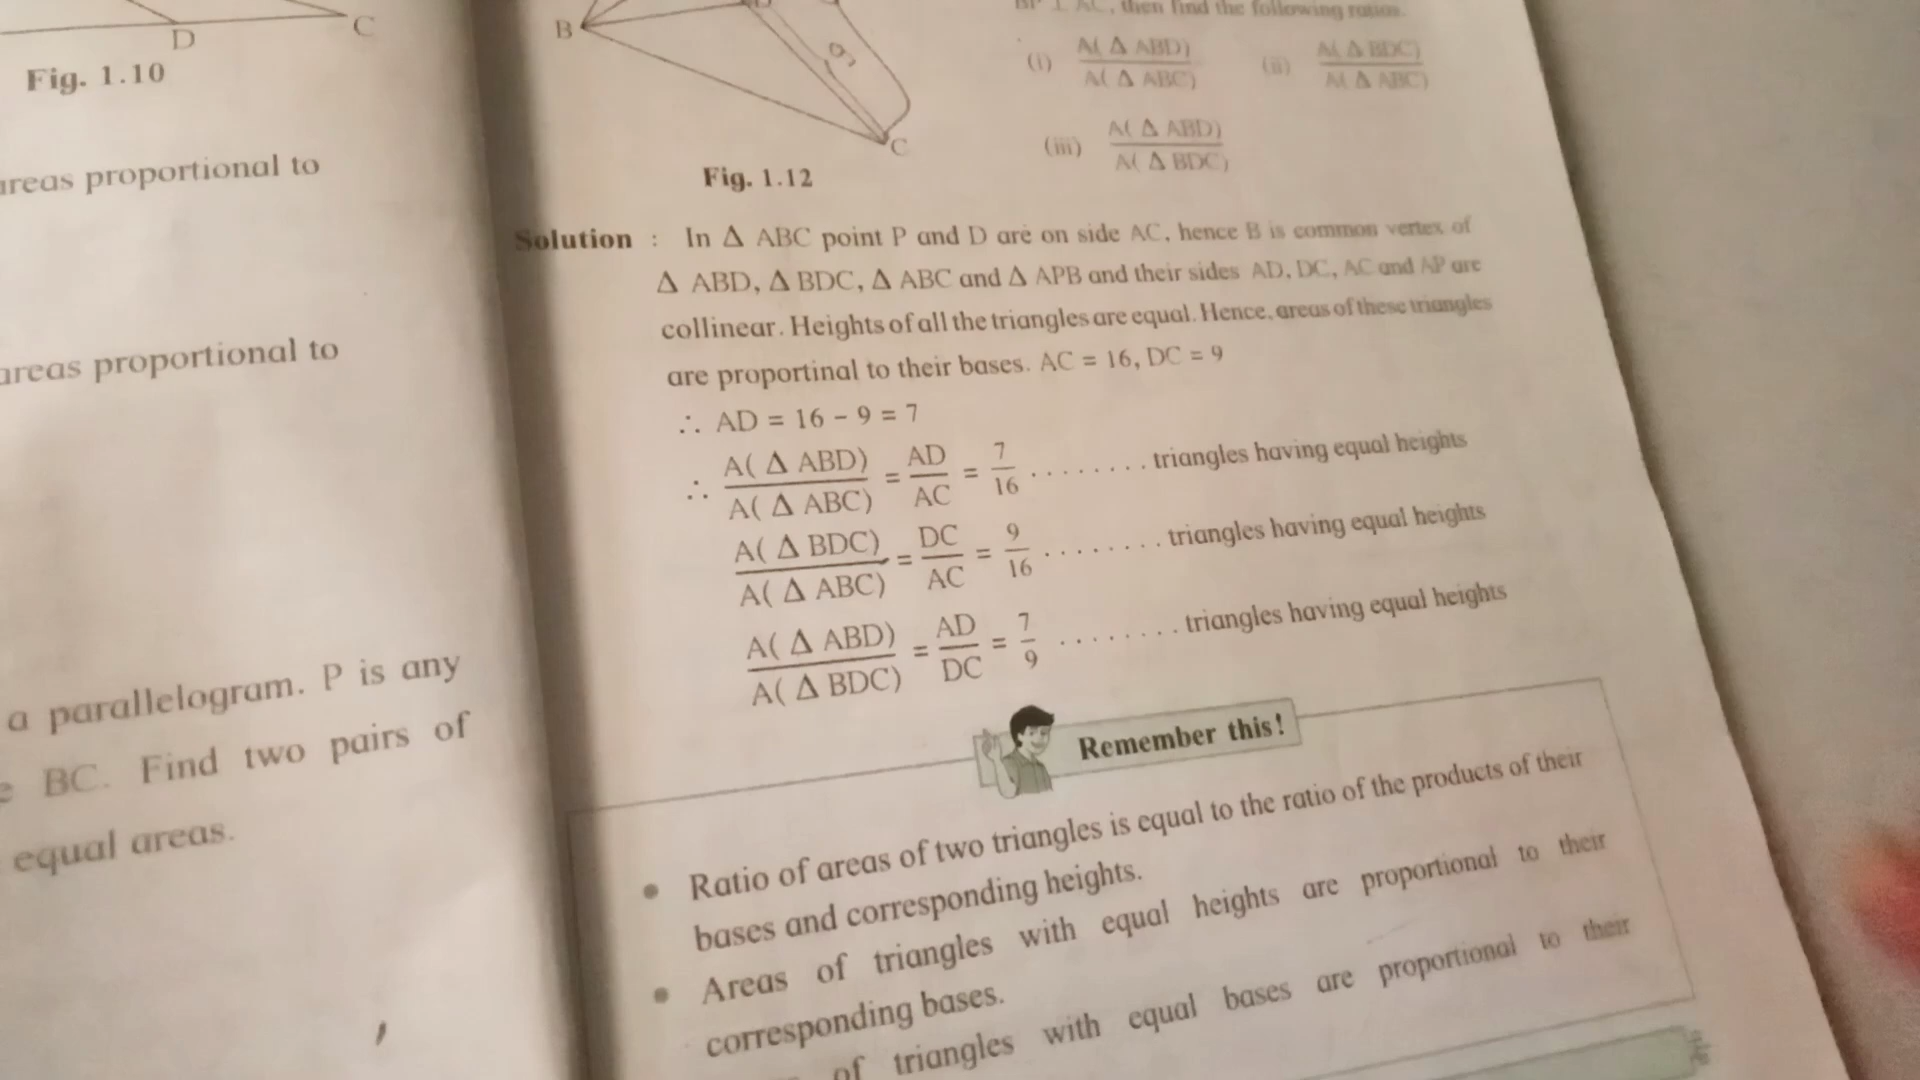 D
C
Fig. 1.10
areas proportional to
areas proportional to
a parallelogram. P is any
BC. Find two pairs of
equal areas.
B
9
C
Fig. 1.12
BP ⊥ AC, then find the following ratios.
(i) A( Δ ABD) / A( Δ ABC) (ii) A( Δ BDC) / A( Δ ABC)
(iii) A( Δ ABD) / A( Δ BDC)
Solution : In Δ ABC point P and D are on side AC, hence B is common vertex of
Δ ABD, Δ BDC, Δ ABC and Δ APB and their sides AD, DC, AC and AP are
collinear. Heights of all the triangles are equal. Hence, areas of these triangles
are proportinal to their bases. AC = 16, DC = 9
∴ AD = 16 − 9 = 7
∴ A( Δ ABD) / A( Δ ABC) = AD / AC = 7 / 16 . . . . . . . . triangles having equal heights
A( Δ BDC) / A( Δ ABC) = DC / AC = 9 / 16 . . . . . . . . triangles having equal heights
A( Δ ABD) / A( Δ BDC) = AD / DC = 7 / 9 . . . . . . . . triangles having equal heights
Remember this!
• Ratio of areas of two triangles is equal to the ratio of the products of their
bases and corresponding heights.
• Areas of triangles with equal heights are proportional to their
corresponding bases.
of triangles with equal bases are proportional to their